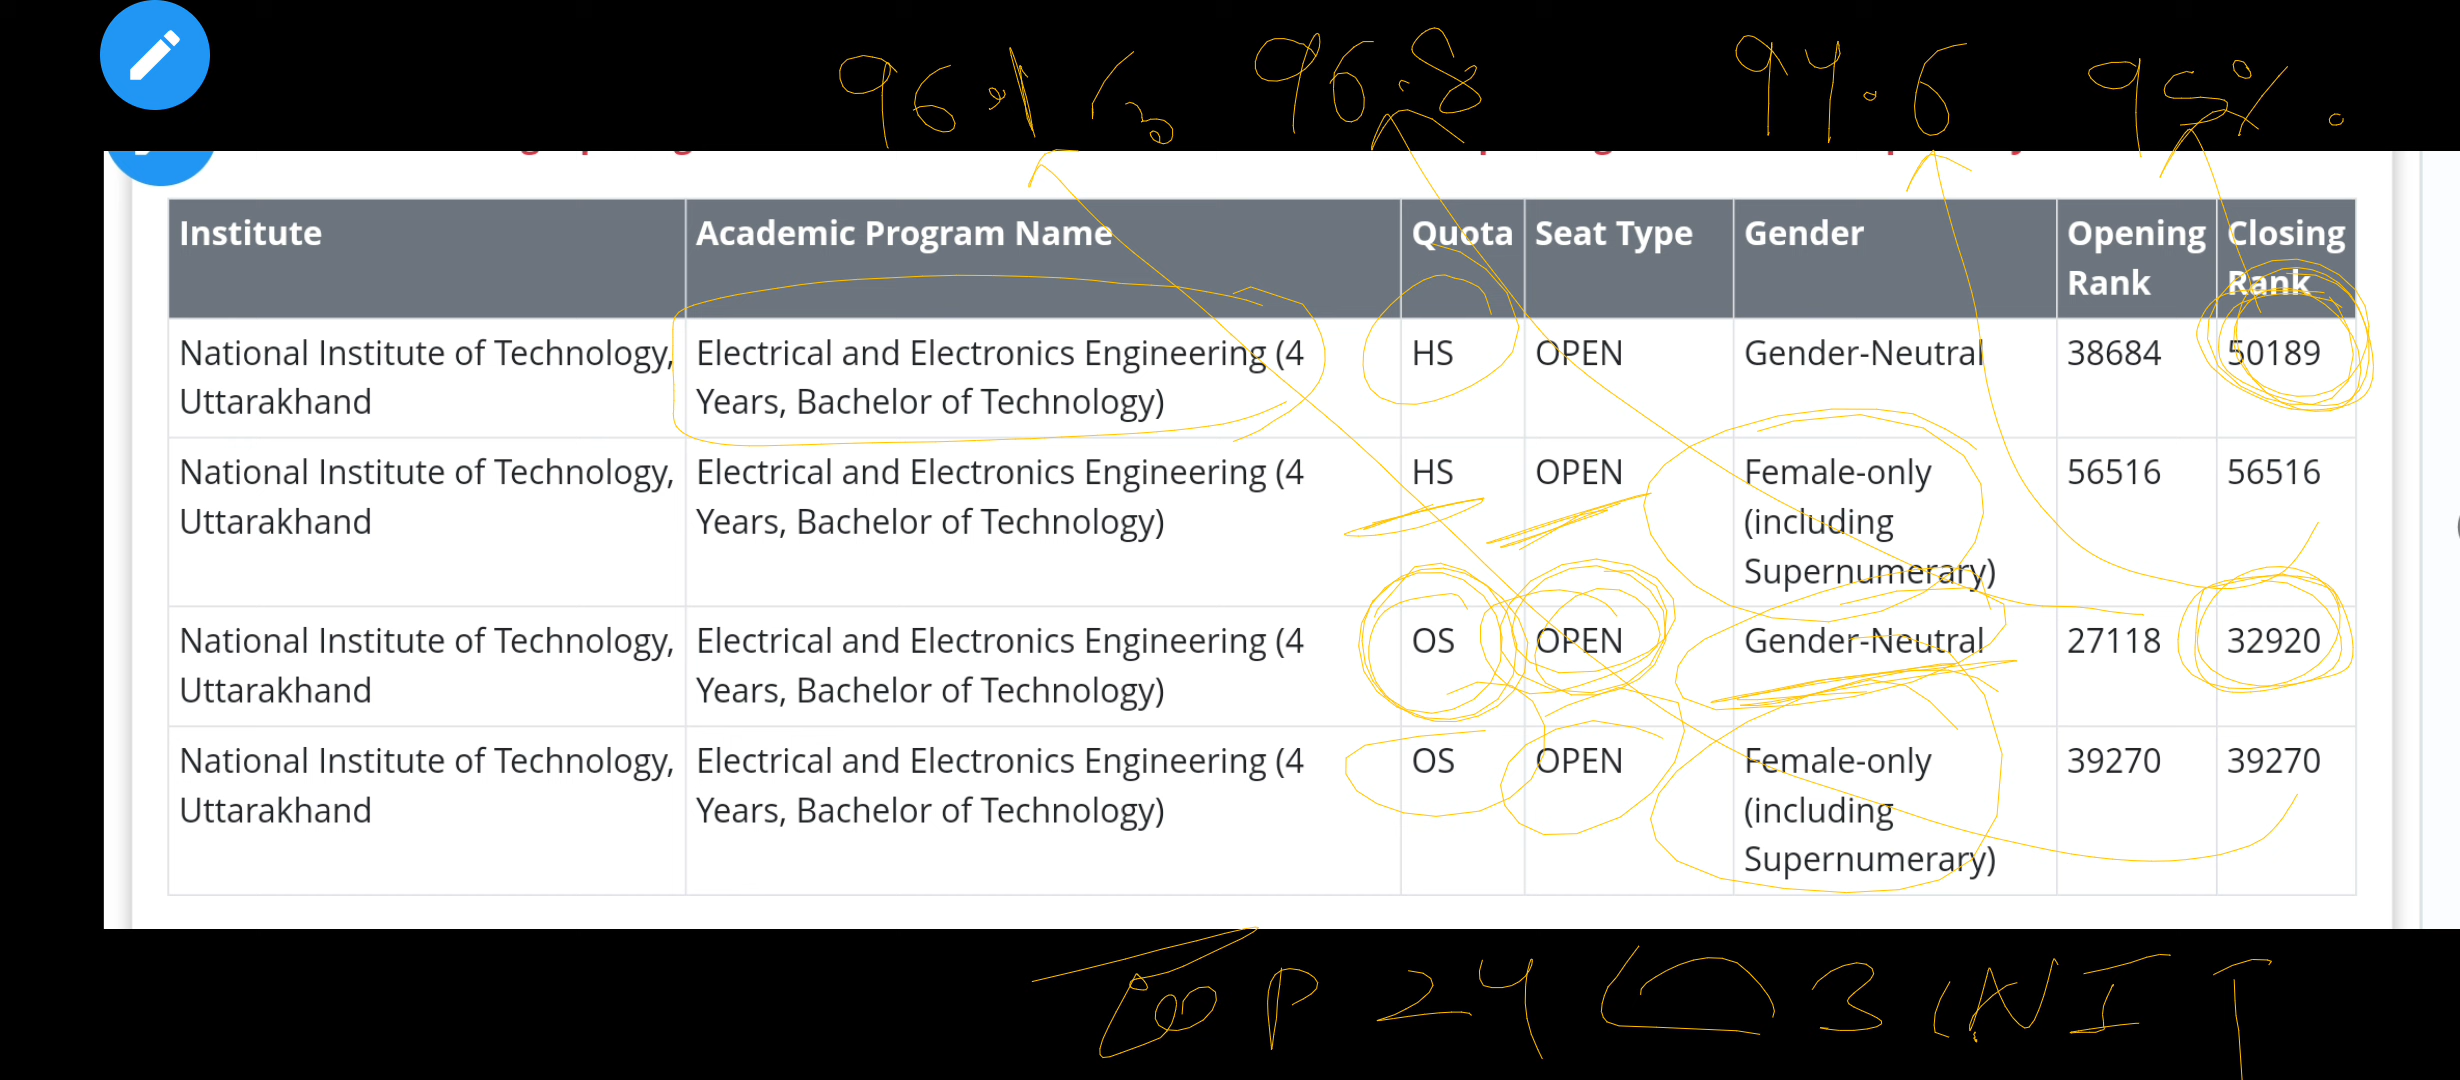 96.8 94.6 95%.
Institute Academic Program Name Quota Seat Type Gender Opening Rank Closing Rank
National Institute of Technology, Uttarakhand Electrical and Electronics Engineering (4 Years, Bachelor of Technology) HS OPEN Gender-Neutral 38684 50189
National Institute of Technology, Uttarakhand Electrical and Electronics Engineering (4 Years, Bachelor of Technology) HS OPEN Female-only (including Supernumerary) 56516 56516
National Institute of Technology, Uttarakhand Electrical and Electronics Engineering (4 Years, Bachelor of Technology) OS OPEN Gender-Neutral 27118 32920
National Institute of Technology, Uttarakhand Electrical and Electronics Engineering (4 Years, Bachelor of Technology) OS OPEN Female-only (including Supernumerary) 39270 39270
24 3 NIT